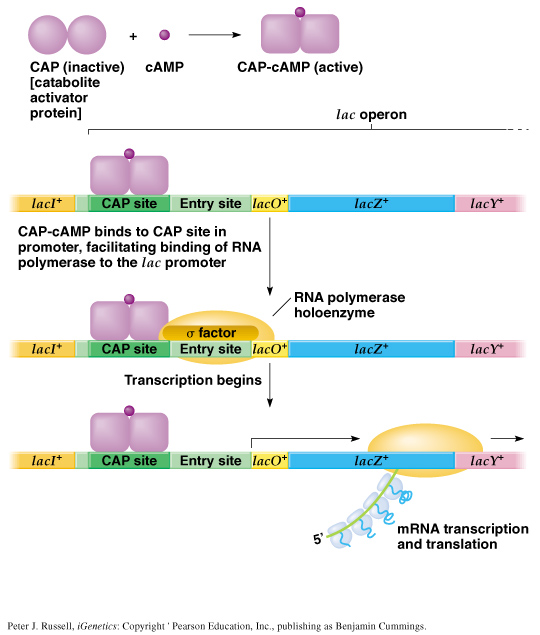 +
CAP (inactive)
[catabolite
activator
protein]
cAMP
CAP-cAMP (active)
lac operon
lacI+ CAP site Entry site lacO+ lacZ+ lacY+
CAP-cAMP binds to CAP site in
promoter, facilitating binding of RNA
polymerase to the lac promoter
RNA polymerase
holoenzyme
σ factor
lacI+ CAP site Entry site lacO+ lacZ+ lacY+
Transcription begins
lacI+ CAP site Entry site lacO+ lacZ+ lacY+
5'
mRNA transcription
and translation
Peter J. Russell, iGenetics: Copyright ' Pearson Education, Inc., publishing as Benjamin Cummings.